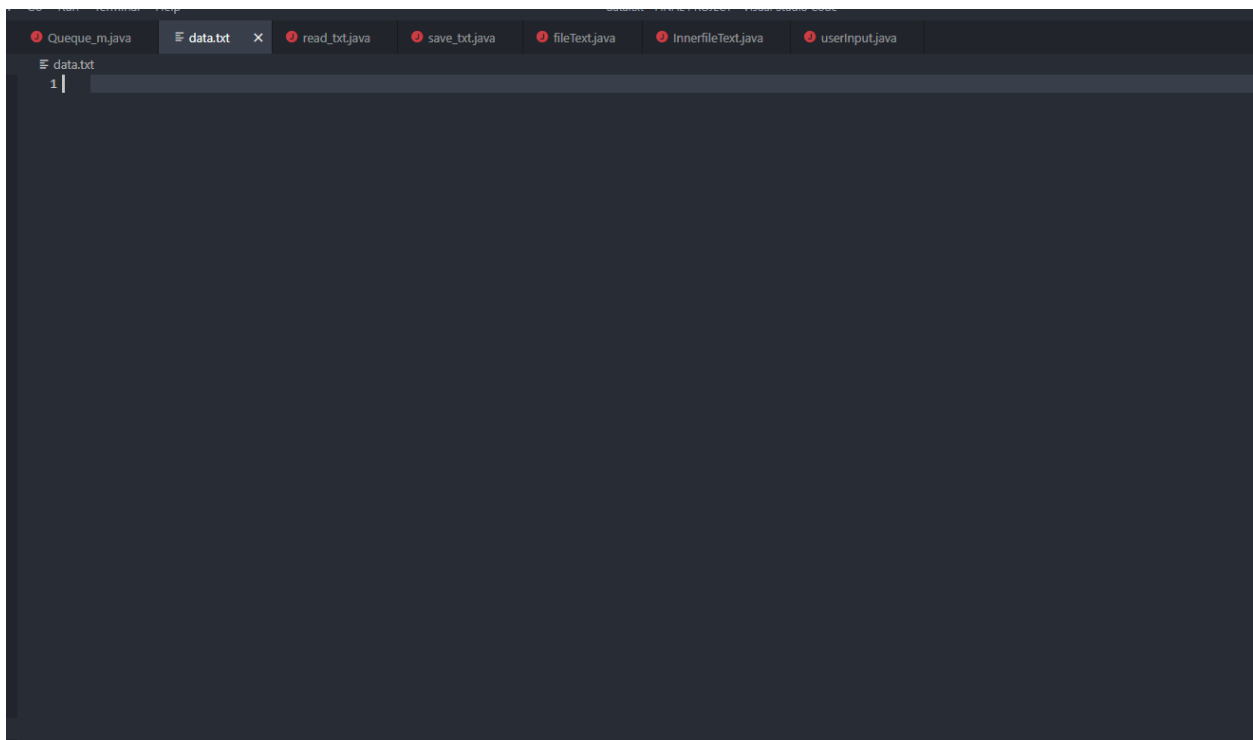 Queque_m.java data.txt read_txt.java save_txt.java fileText.java InnerfileText.java userInput.java
data.txt
1